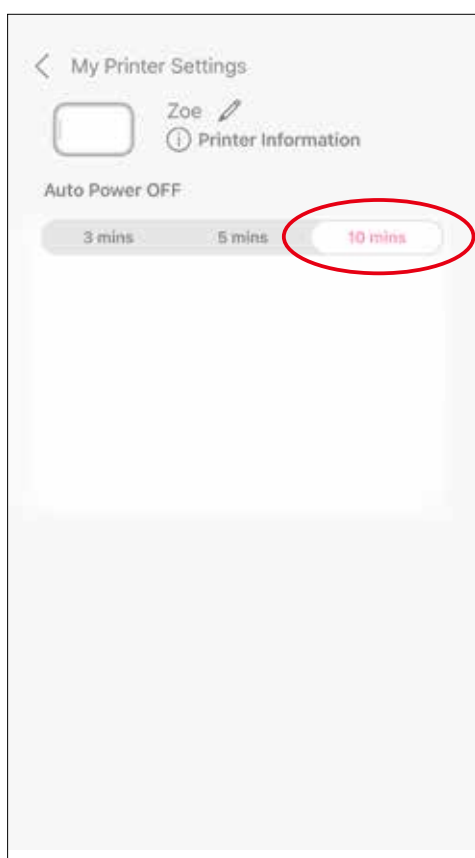 My Printer Settings
Zoe
Printer Information
Auto Power OFF
3 mins 5 mins 10 mins